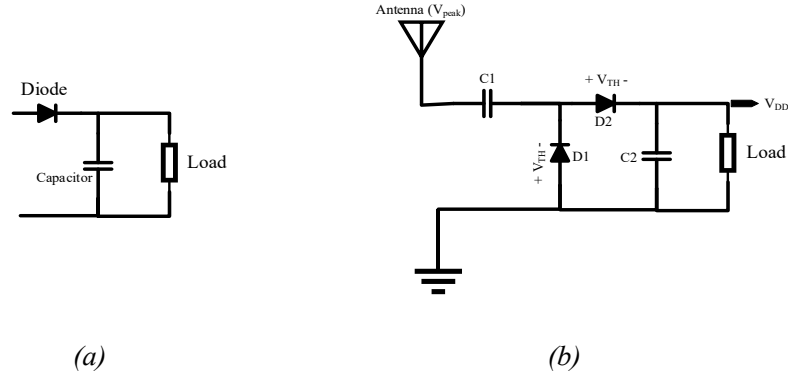 Antenna (Vpeak)
C1
+ VTH -
VDD
D2
Diode
Capacitor
Load
+ VTH -
D1
C2
Load
(a)
(b)